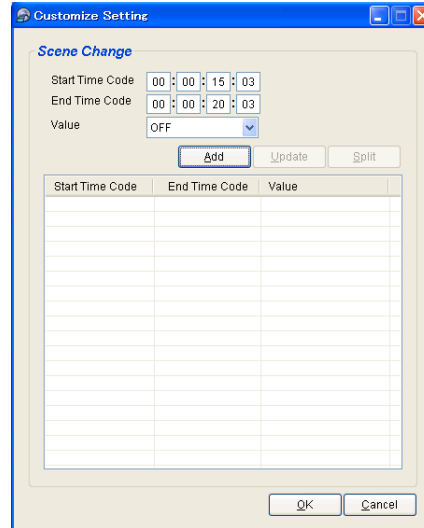 Customize Setting
Scene Change
Start Time Code 00 : 00 : 15 : 03
End Time Code 00 : 00 : 20 : 03
Value OFF
Add Update Split
Start Time Code End Time Code Value
OK Cancel